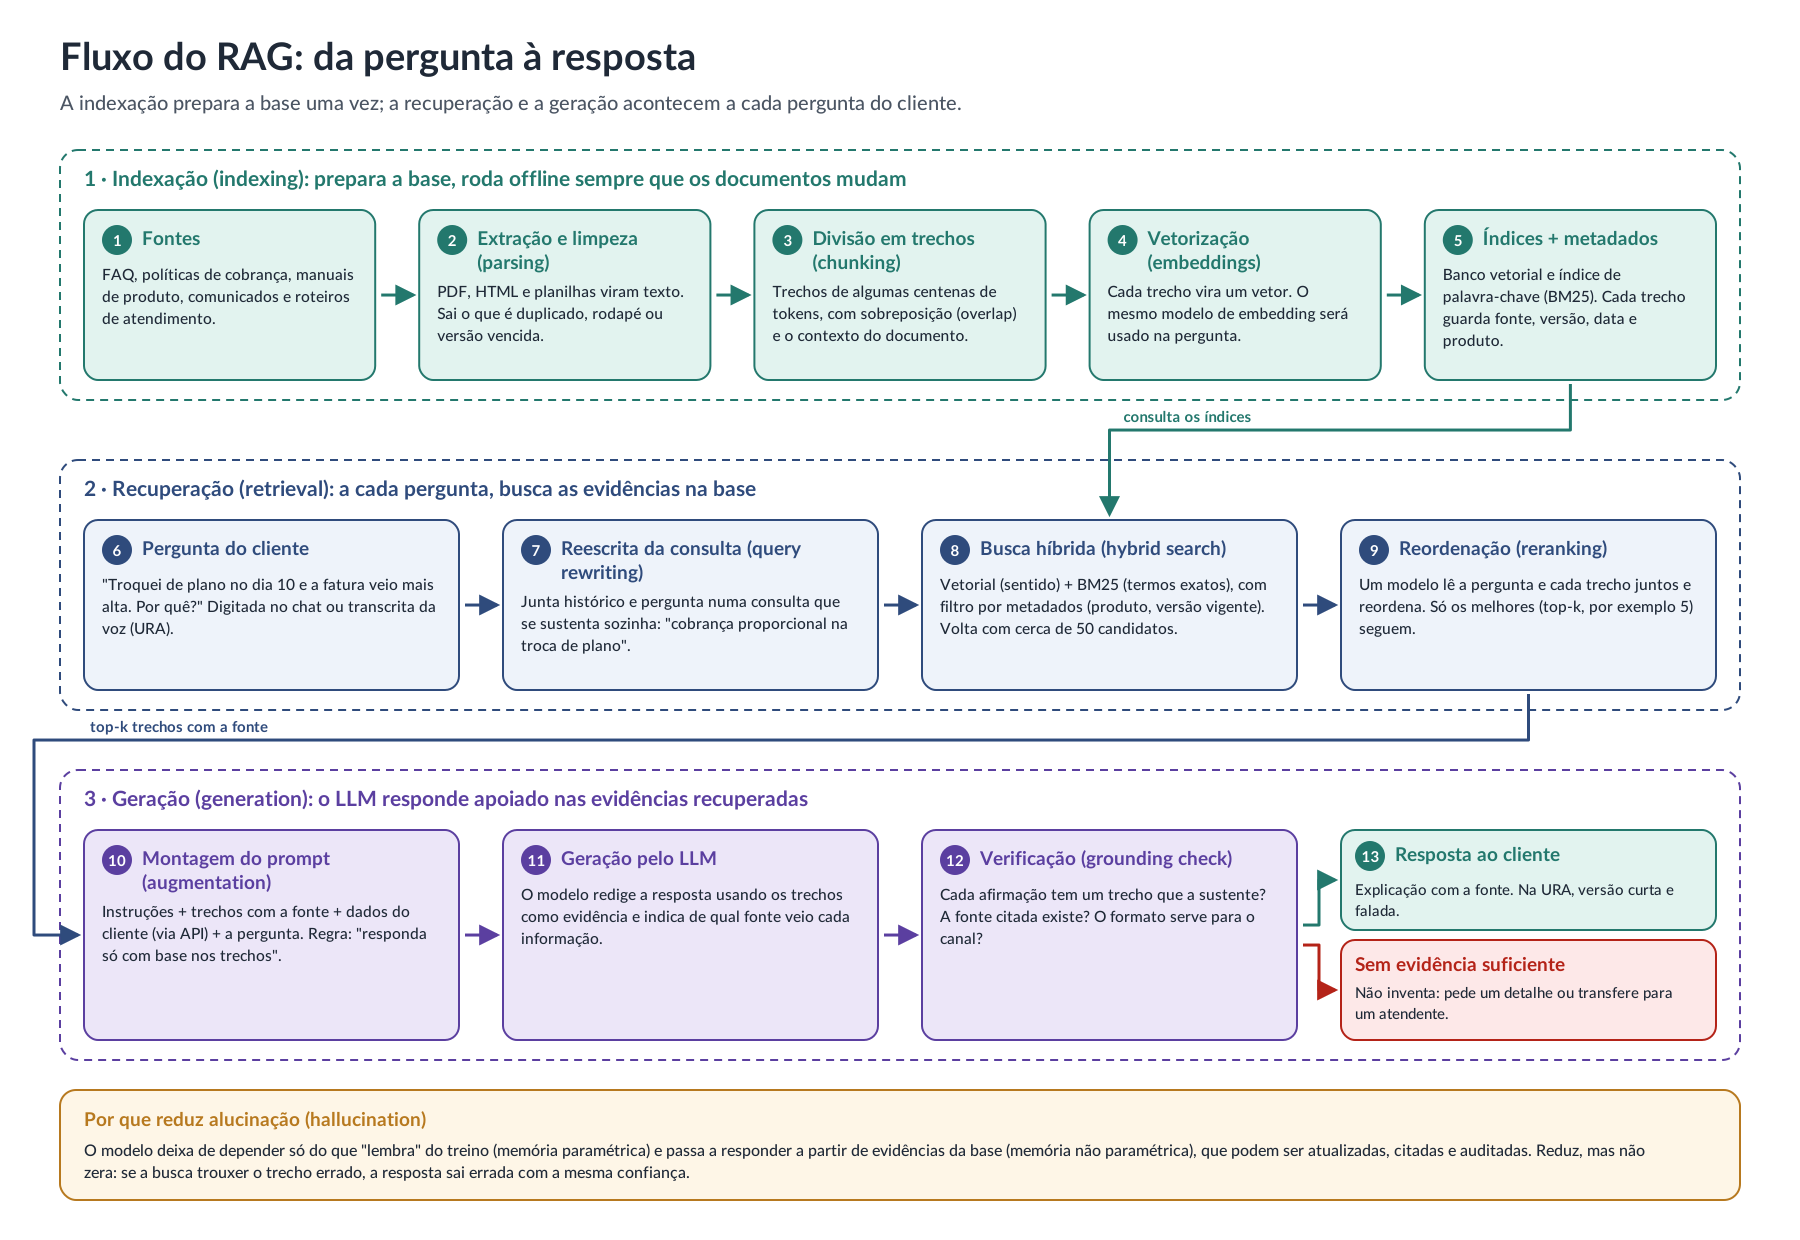 Fluxo do RAG: da pergunta à resposta
A indexação prepara a base uma vez; a recuperação e a geração acontecem a cada pergunta do cliente.
1 · Indexação (indexing): prepara a base, roda offline sempre que os documentos mudam
1
Fontes
FAQ, políticas de cobrança, manuais
de produto, comunicados e roteiros
de atendimento.
2
Extração e limpeza
(parsing)
PDF, HTML e planilhas viram texto.
Sai o que é duplicado, rodapé ou
versão vencida.
3
Divisão em trechos
(chunking)
Trechos de algumas centenas de
tokens, com sobreposição (overlap)
e o contexto do documento.
4
Vetorização
(embeddings)
Cada trecho vira um vetor. O
mesmo modelo de embedding será
usado na pergunta.
5
Índices + metadados
Banco vetorial e índice de
palavra-chave (BM25). Cada trecho
guarda fonte, versão, data e
produto.
consulta os índices
2 · Recuperação (retrieval): a cada pergunta, busca as evidências na base
6
Pergunta do cliente
"Troquei de plano no dia 10 e a fatura veio mais
alta. Por quê?" Digitada no chat ou transcrita da
voz (URA).
7
Reescrita da consulta (query
rewriting)
Junta histórico e pergunta numa consulta que
se sustenta sozinha: "cobrança proporcional na
troca de plano".
8
Busca híbrida (hybrid search)
Vetorial (sentido) + BM25 (termos exatos), com
filtro por metadados (produto, versão vigente).
Volta com cerca de 50 candidatos.
9
Reordenação (reranking)
Um modelo lê a pergunta e cada trecho juntos e
reordena. Só os melhores (top-k, por exemplo 5)
seguem.
top-k trechos com a fonte
3 · Geração (generation): o LLM responde apoiado nas evidências recuperadas
10
Montagem do prompt
(augmentation)
Instruções + trechos com a fonte + dados do
cliente (via API) + a pergunta. Regra: "responda
só com base nos trechos".
11
Geração pelo LLM
O modelo redige a resposta usando os trechos
como evidência e indica de qual fonte veio cada
informação.
12
Verificação (grounding check)
Cada afirmação tem um trecho que a sustente?
A fonte citada existe? O formato serve para o
canal?
13
Resposta ao cliente
Explicação com a fonte. Na URA, versão curta e
falada.
Sem evidência suficiente
Não inventa: pede um detalhe ou transfere para
um atendente.
Por que reduz alucinação (hallucination)
O modelo deixa de depender só do que "lembra" do treino (memória paramétrica) e passa a responder a partir de evidências da base (memória não paramétrica), que podem ser atualizadas, citadas e auditadas. Reduz, mas não
zera: se a busca trouxer o trecho errado, a resposta sai errada com a mesma confiança.